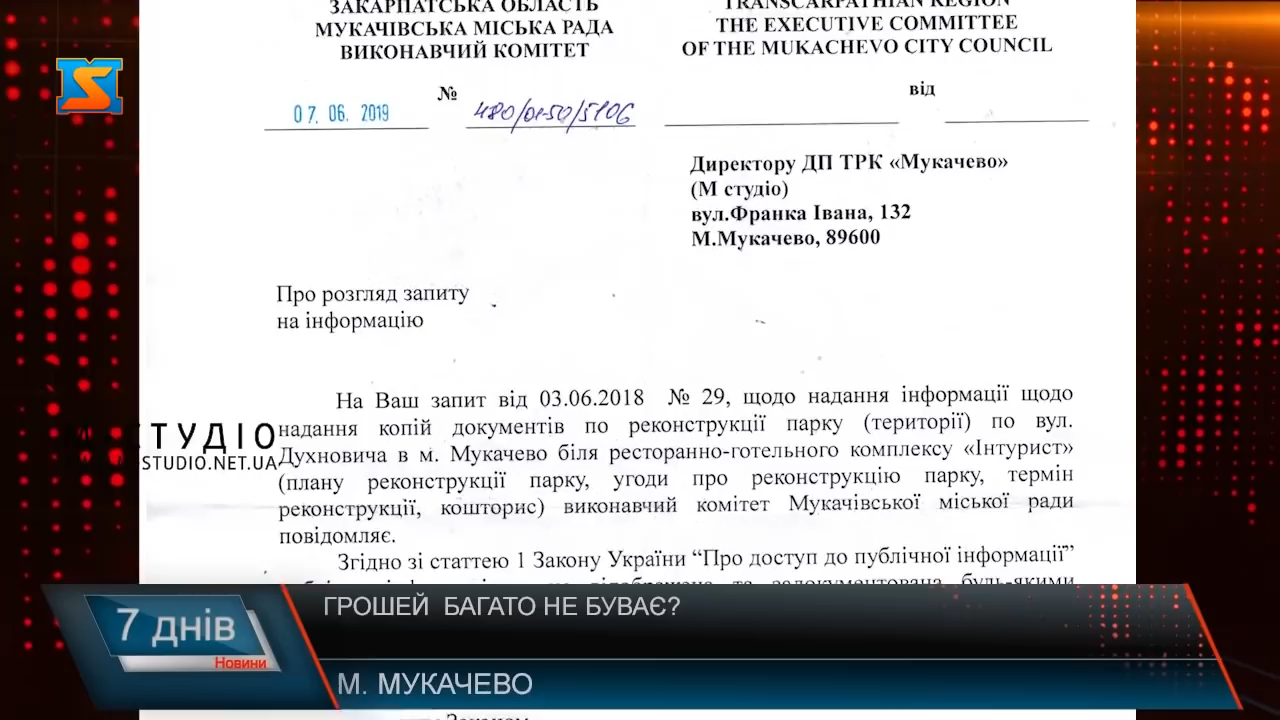 ЗАКАРПАТСЬКА ОБЛАСТЬ
МУКАЧІВСЬКА МІСЬКА РАДА
ВИКОНАВЧИЙ КОМІТЕТ
TRANSCARPATHIAN REGION
THE EXECUTIVE COMMITTEE
OF THE MUKACHEVO CITY COUNCIL
07. 06. 2019 № 480/01-50/5106 від
Директору ДП ТРК «Мукачево»
(М студіо)
вул.Франка Івана, 132
М.Мукачево, 89600
Про розгляд запиту
на інформацію
На Ваш запит від 03.06.2018 № 29, щодо надання інформації щодо
надання копій документів по реконструкції парку (території) по вул.
Духновича в м. Мукачево біля ресторанно-готельного комплексу «Інтурист»
(плану реконструкції парку, угоди про реконструкцію парку, термін
реконструкції, кошторис) виконавчий комітет Мукачівської міської ради
повідомляє.
Згідно зі статтею 1 Закону України “Про доступ до публічної інформації”
та задокументована будь-якими
СТУДІО
STUDIO.NET.UA
7 днів
Новини
ГРОШЕЙ БАГАТО НЕ БУВАЄ?
М. МУКАЧЕВО
Законом